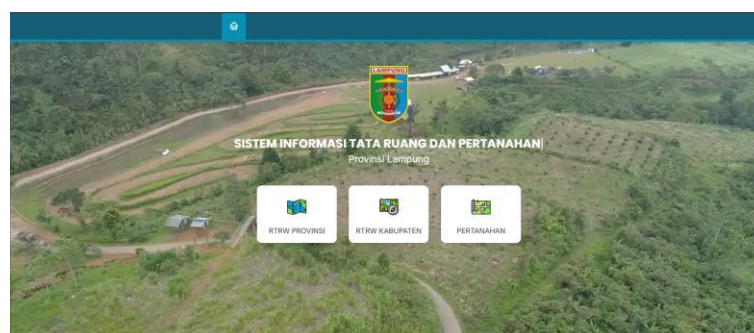 LAMPUNG
SISTEM INFORMASI TATA RUANG DAN PERTANAHAN
Provinsi Lampung
RTRW PROVINSI
RTRW KABUPATEN
PERTANAHAN